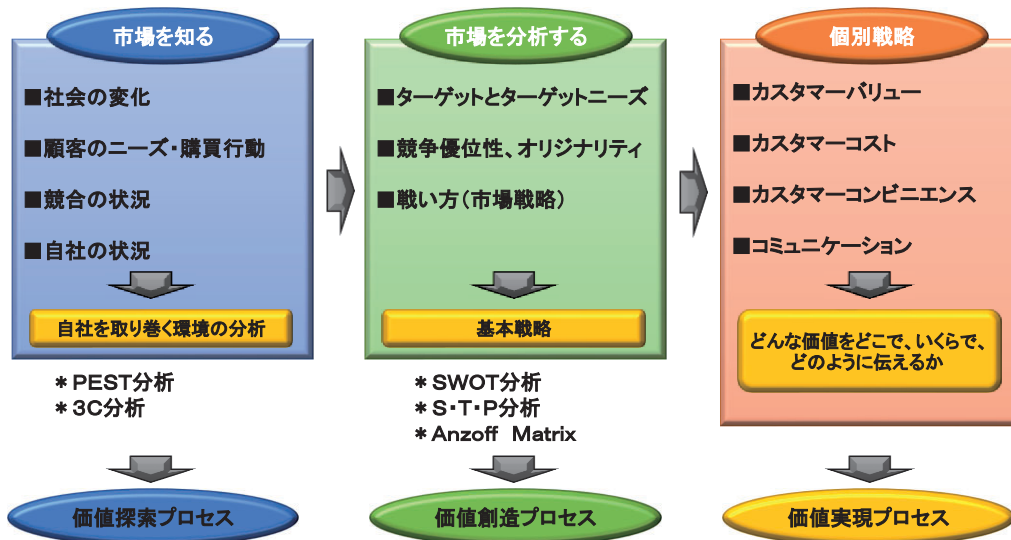 市場を知る
■社会の変化
■顧客のニーズ・購買行動
■競合の状況
■自社の状況
自社を取り巻く環境の分析
＊PEST分析
＊3C分析
価値探索プロセス
市場を分析する
■ターゲットとターゲットニーズ
■競争優位性、オリジナリティ
■戦い方（市場戦略）
基本戦略
＊SWOT分析
＊S・T・P分析
＊Anzoff Matrix
価値創造プロセス
個別戦略
■カスタマーバリュー
■カスタマーコスト
■カスタマーコンビニエンス
■コミュニケーション
どんな価値をどこで、いくらで、
どのように伝えるか
価値実現プロセス